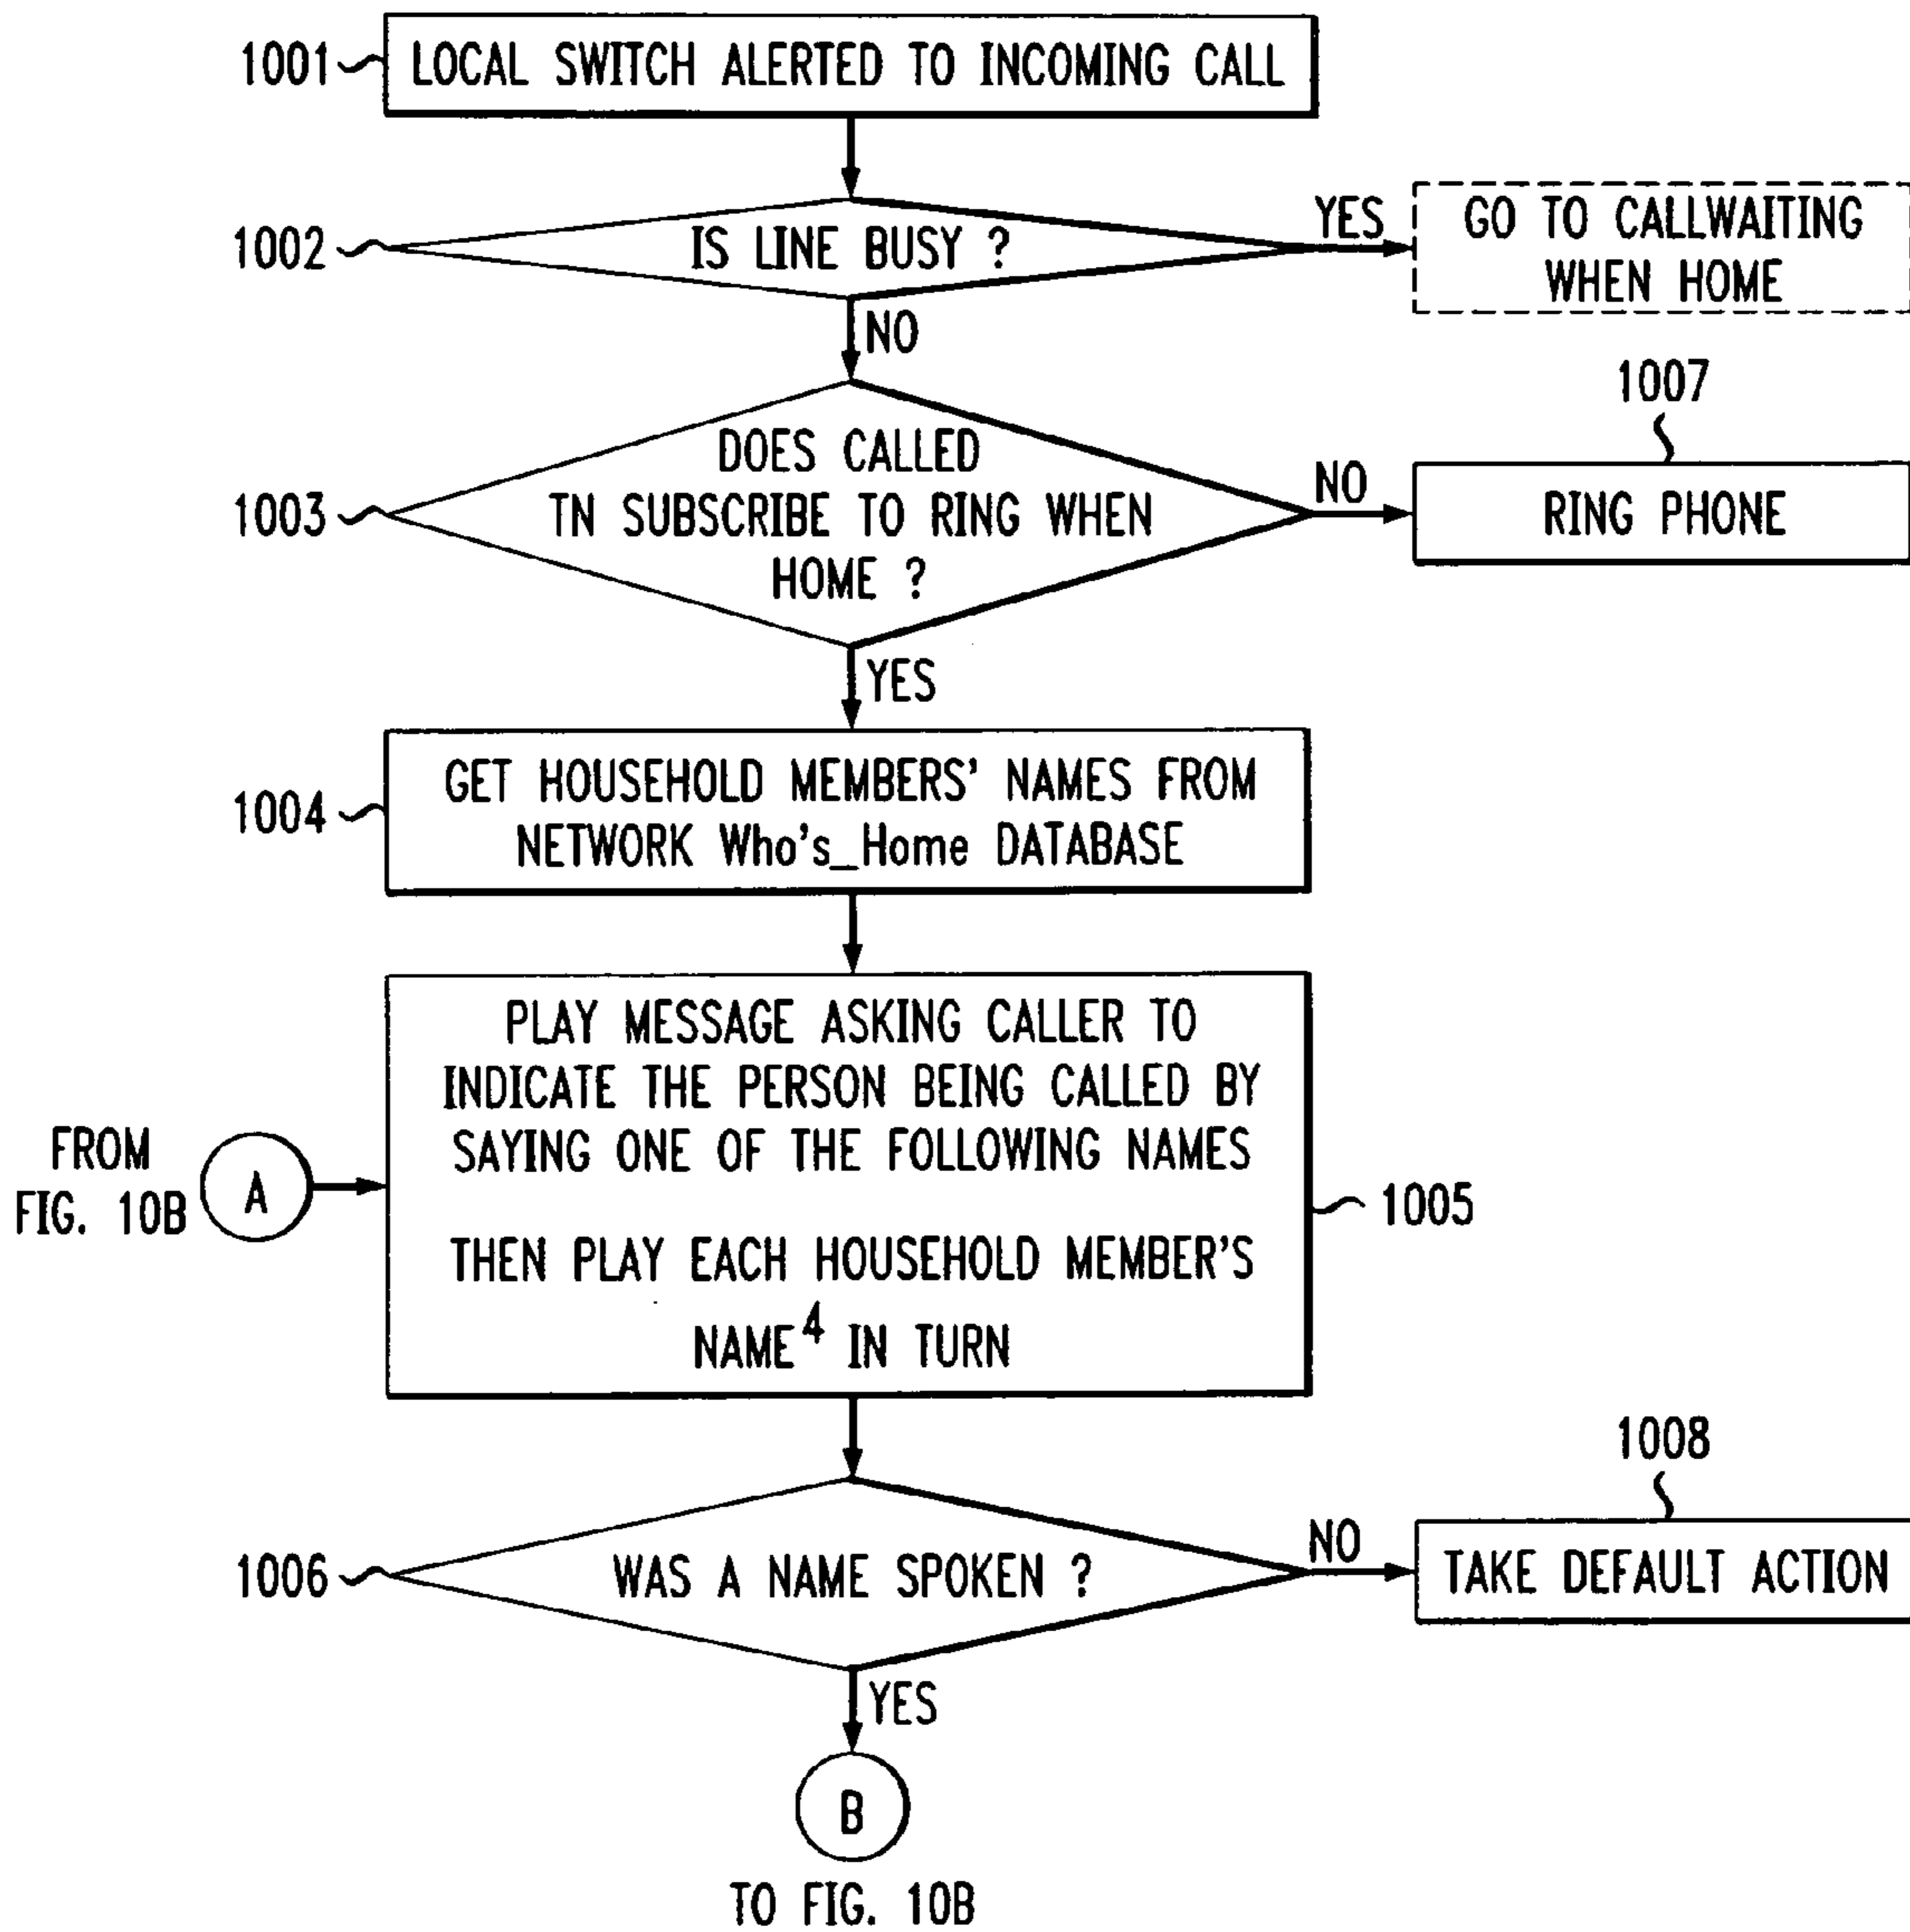 1001
LOCAL SWITCH ALERTED TO INCOMING CALL
1002
IS LINE BUSY ?
YES
GO TO CALLWAITING
WHEN HOME
NO
1007
1003
DOES CALLED
TN SUBSCRIBE TO RING WHEN
HOME ?
NO
RING PHONE
YES
1004
GET HOUSEHOLD MEMBERS' NAMES FROM
NETWORK Who's_Home DATABASE
PLAY MESSAGE ASKING CALLER TO
INDICATE THE PERSON BEING CALLED BY
SAYING ONE OF THE FOLLOWING NAMES
THEN PLAY EACH HOUSEHOLD MEMBER'S
NAME⁴ IN TURN
FROM
FIG. 10B
A
1005
1008
1006
WAS A NAME SPOKEN ?
NO
TAKE DEFAULT ACTION
YES
B
TO FIG. 10B